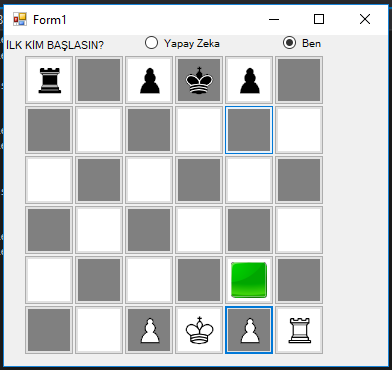 Form1
İLK KİM BAŞLASIN?
Yapay Zeka
Ben